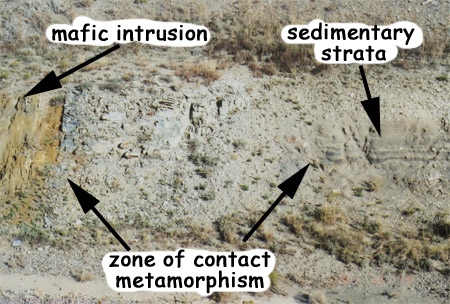 mafic intrusion
sedimentary
strata
zone of contact
metamorphism